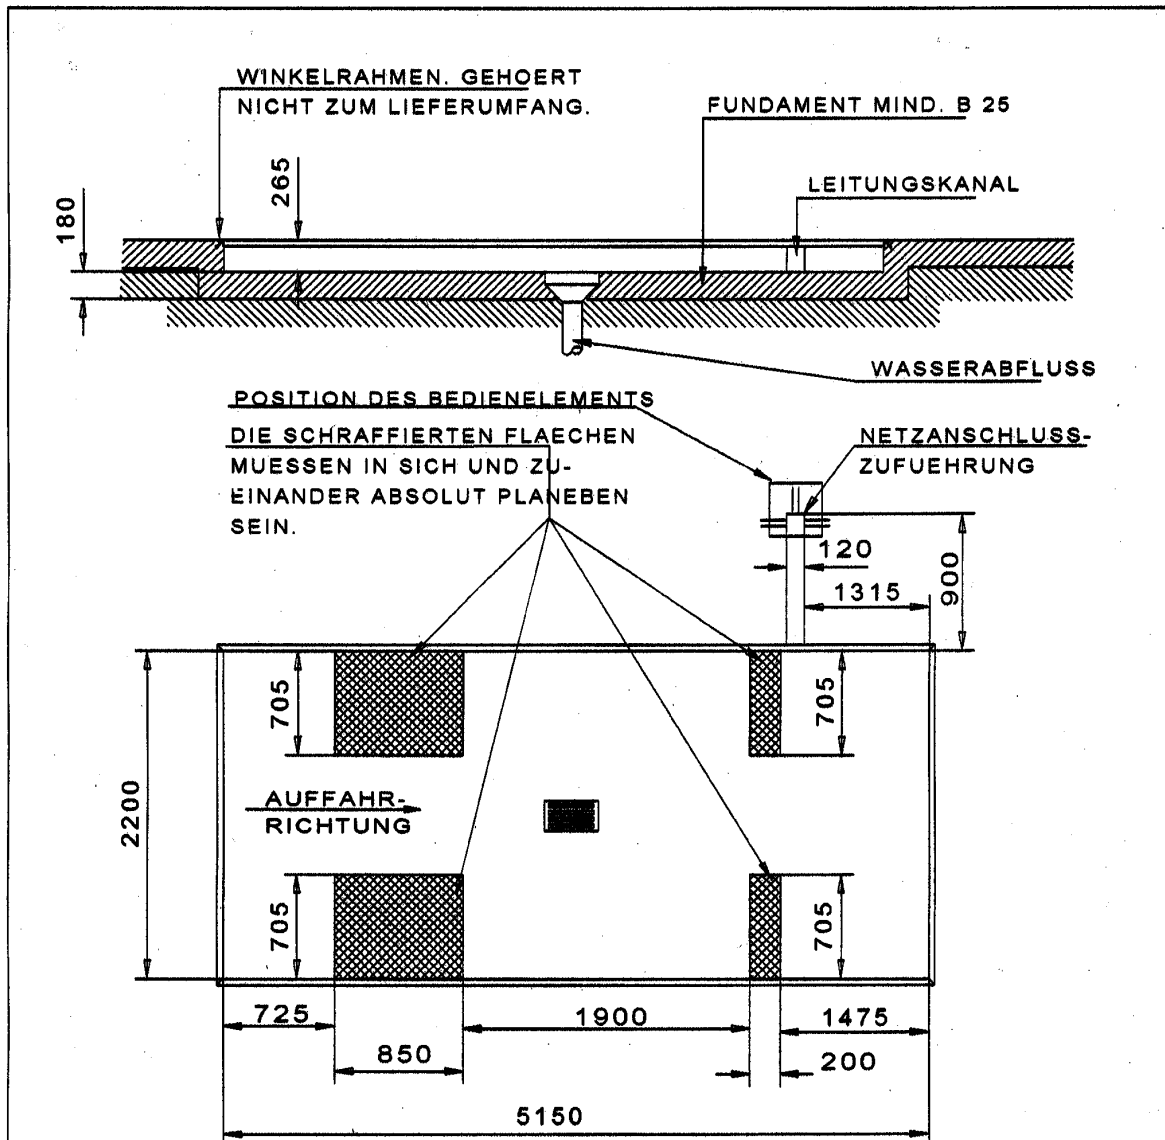 WINKELRAHMEN. GEHOERT
NICHT ZUM LIEFERUMFANG.
FUNDAMENT MIND. B 25
265
LEITUNGSKANAL
180
WASSERABFLUSS
POSITION DES BEDIENELEMENTS
DIE SCHRAFFIERTEN FLAECHEN
MUESSEN IN SICH UND ZU-
EINANDER ABSOLUT PLANEBEN
SEIN.
NETZANSCHLUSS-
ZUFUEHRUNG
120
900
1315
705
705
2200
AUFFAHR-
RICHTUNG
705
705
725
1900
1475
850
200
5150